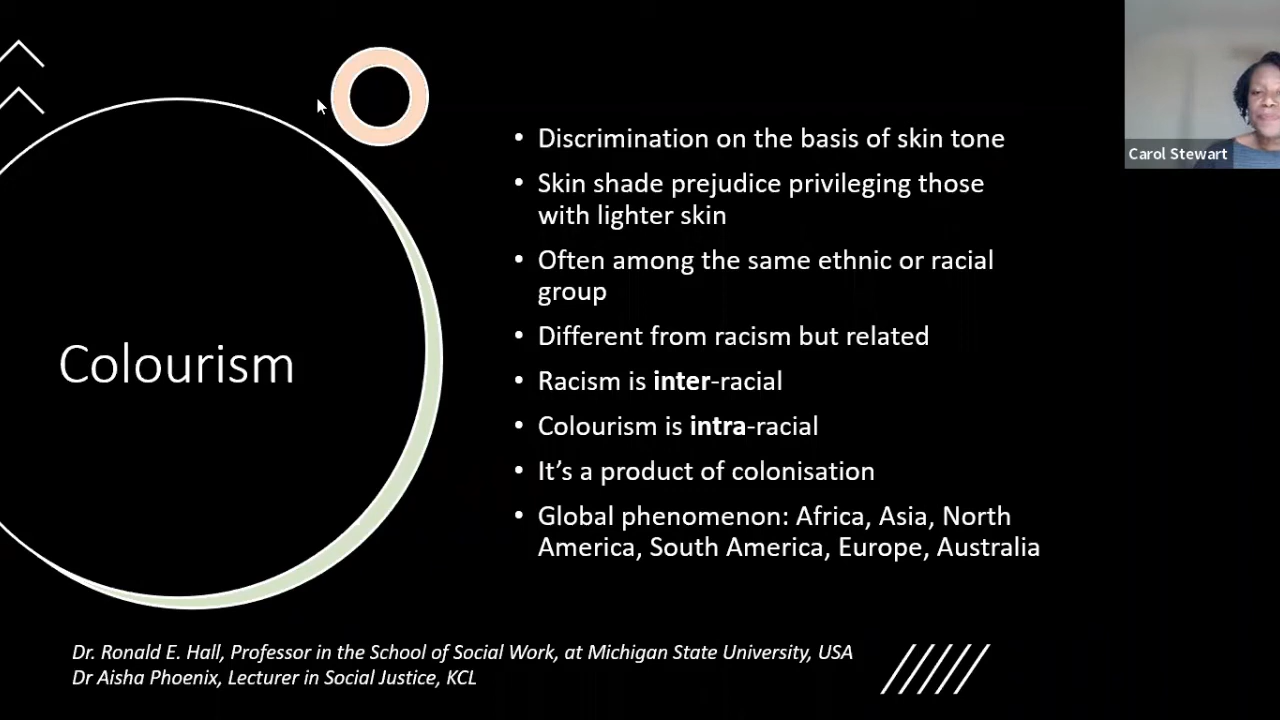 Colourism
• Discrimination on the basis of skin tone
• Skin shade prejudice privileging those
with lighter skin
• Often among the same ethnic or racial
group
• Different from racism but related
• Racism is inter-racial
• Colourism is intra-racial
• It’s a product of colonisation
• Global phenomenon: Africa, Asia, North
America, South America, Europe, Australia
Dr. Ronald E. Hall, Professor in the School of Social Work, at Michigan State University, USA
Dr Aisha Phoenix, Lecturer in Social Justice, KCL
Carol Stewart